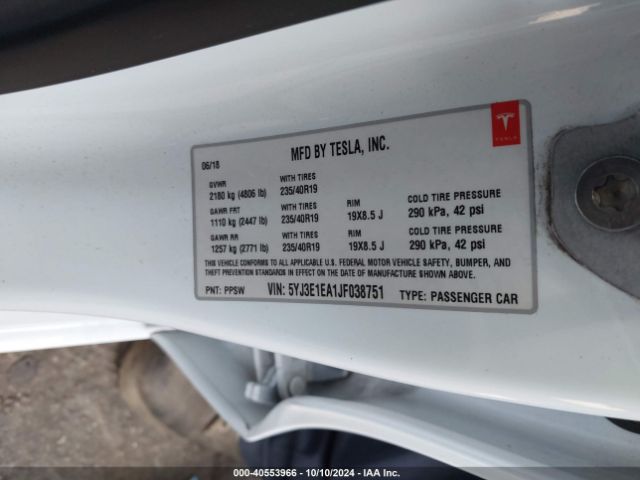 MFD BY TESLA, INC.
TESLA
06/18
GVWR
2180 kg (4806 lb)
WITH TIRES
235/40R19
GAWR FRT
1110 kg (2447 lb)
WITH TIRES
235/40R19
RIM
19X8.5 J
COLD TIRE PRESSURE
290 kPa, 42 psi
GAWR RR
1257 kg (2771 lb)
WITH TIRES
235/40R19
RIM
19X8.5 J
COLD TIRE PRESSURE
290 kPa, 42 psi
THIS VEHICLE CONFORMS TO ALL APPLICABLE U.S. FEDERAL MOTOR VEHICLE SAFETY, BUMPER, AND
THEFT PREVENTION STANDARDS IN EFFECT ON THE DATE OF MANUFACTURE SHOWN ABOVE.
PNT: PPSW VIN: 5YJ3E1EA1JF038751 TYPE: PASSENGER CAR
000-40553966 - 10/10/2024 - IAA Inc.